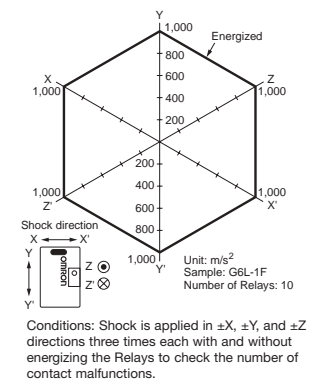 Y
1,000
Energized
800
600
400
200
X
1,000
Z
1,000
200
400
600
800
1,000
Z'
1,000
X'
1,000
Y'
Shock direction
X X'
Y
Y'
OMRON
Z
Z'
Unit: m/s²
Sample: G6L-1F
Number of Relays: 10
Conditions: Shock is applied in ±X, ±Y, and ±Z
directions three times each with and without
energizing the Relays to check the number of
contact malfunctions.